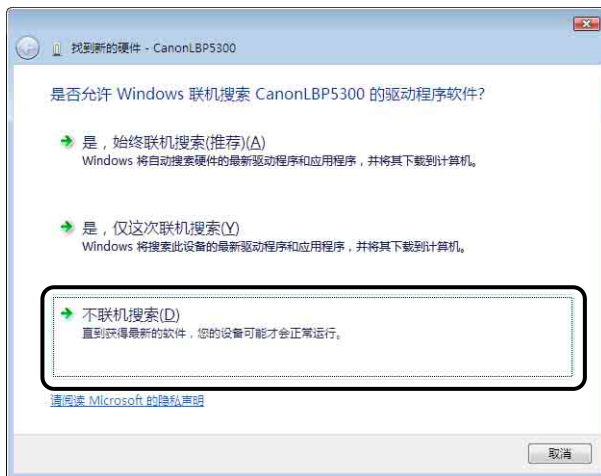 找到新的硬件 - CanonLBP5300
是否允许 Windows 联机搜索 CanonLBP5300 的驱动程序软件?
是，始终联机搜索(推荐)(A)
Windows 将自动搜索硬件的最新驱动程序和应用程序，并将其下载到计算机。
是，仅这次联机搜索(Y)
Windows 将搜索此设备的最新驱动程序和应用程序，并将其下载到计算机。
不联机搜索(D)
直到获得最新的软件，您的设备可能才会正常运行。
请阅读 Microsoft 的隐私声明
取消